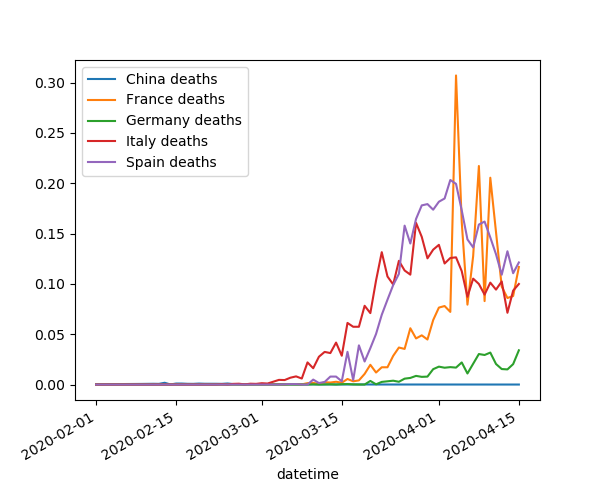 China deaths
France deaths
Germany deaths
Italy deaths
Spain deaths
0.30
0.25
0.20
0.15
0.10
0.05
0.00
2020-02-01
2020-02-15
2020-03-01
2020-03-15
2020-04-01
2020-04-15
datetime